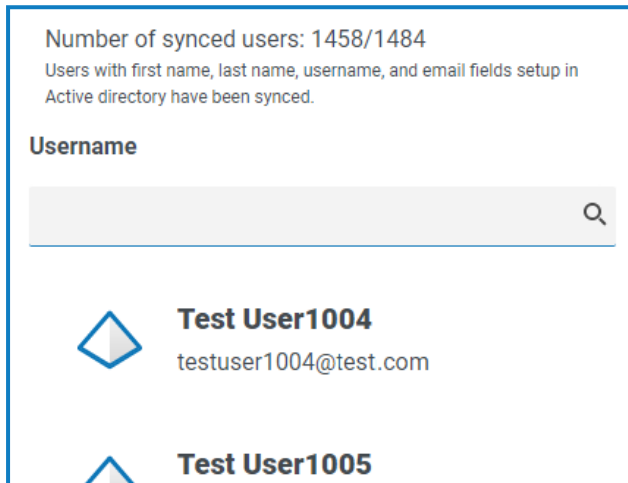 Number of synced users: 1458/1484
Users with first name, last name, username, and email fields setup in
Active directory have been synced.
Username
Test User1004
testuser1004@test.com
Test User1005